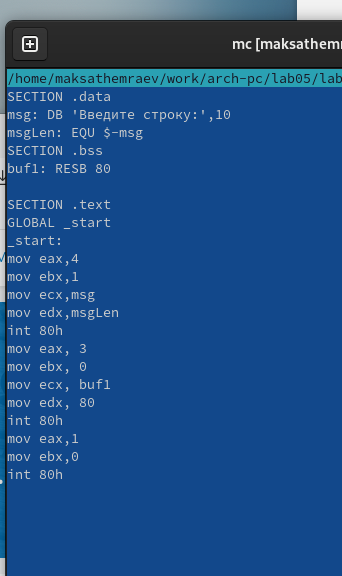 mc [maksathemr
/home/maksathemraev/work/arch-pc/lab05/lab
SECTION .data
msg: DB 'Введите строку:',10
msgLen: EQU $-msg
SECTION .bss
buf1: RESB 80
SECTION .text
GLOBAL _start
_start:
mov eax,4
mov ebx,1
mov ecx,msg
mov edx,msgLen
int 80h
mov eax, 3
mov ebx, 0
mov ecx, buf1
mov edx, 80
int 80h
mov eax,1
mov ebx,0
int 80h